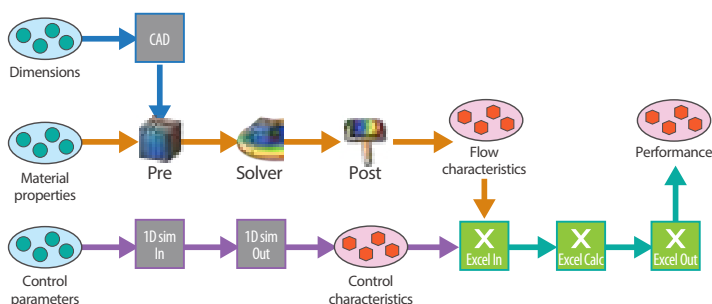 CAD
Dimensions
Material
properties
Pre
Solver
Post
Flow
characteristics
Performance
1D sim
In
1D sim
Out
X
Excel In
X
Excel Calc
X
Excel Out
Control
parameters
Control
characteristics